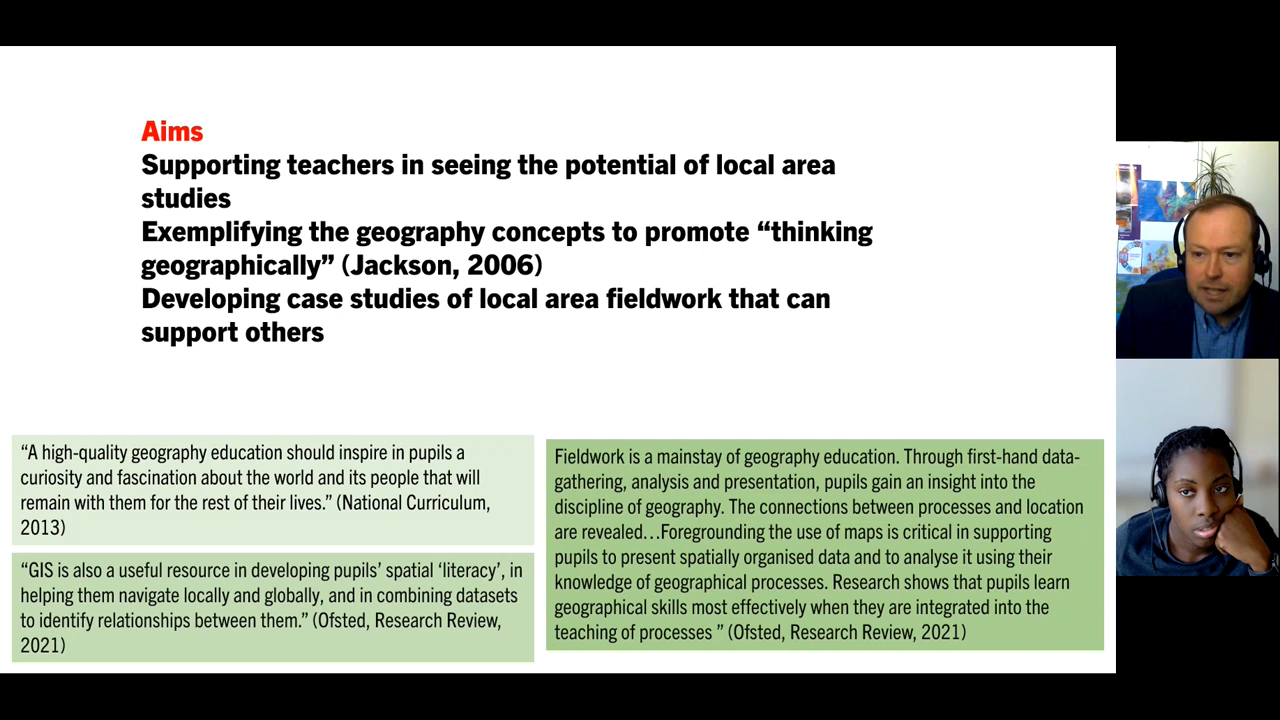 Aims
Supporting teachers in seeing the potential of local area
studies
Exemplifying the geography concepts to promote “thinking
geographically” (Jackson, 2006)
Developing case studies of local area fieldwork that can
support others
“A high-quality geography education should inspire in pupils a
curiosity and fascination about the world and its people that will
remain with them for the rest of their lives.” (National Curriculum,
2013)
“GIS is also a useful resource in developing pupils’ spatial ‘literacy’, in
helping them navigate locally and globally, and in combining datasets
to identify relationships between them.” (Ofsted, Research Review,
2021)
Fieldwork is a mainstay of geography education. Through first-hand data-
gathering, analysis and presentation, pupils gain an insight into the
discipline of geography. The connections between processes and location
are revealed…Foregrounding the use of maps is critical in supporting
pupils to present spatially organised data and to analyse it using their
knowledge of geographical processes. Research shows that pupils learn
geographical skills most effectively when they are integrated into the
teaching of processes ” (Ofsted, Research Review, 2021)